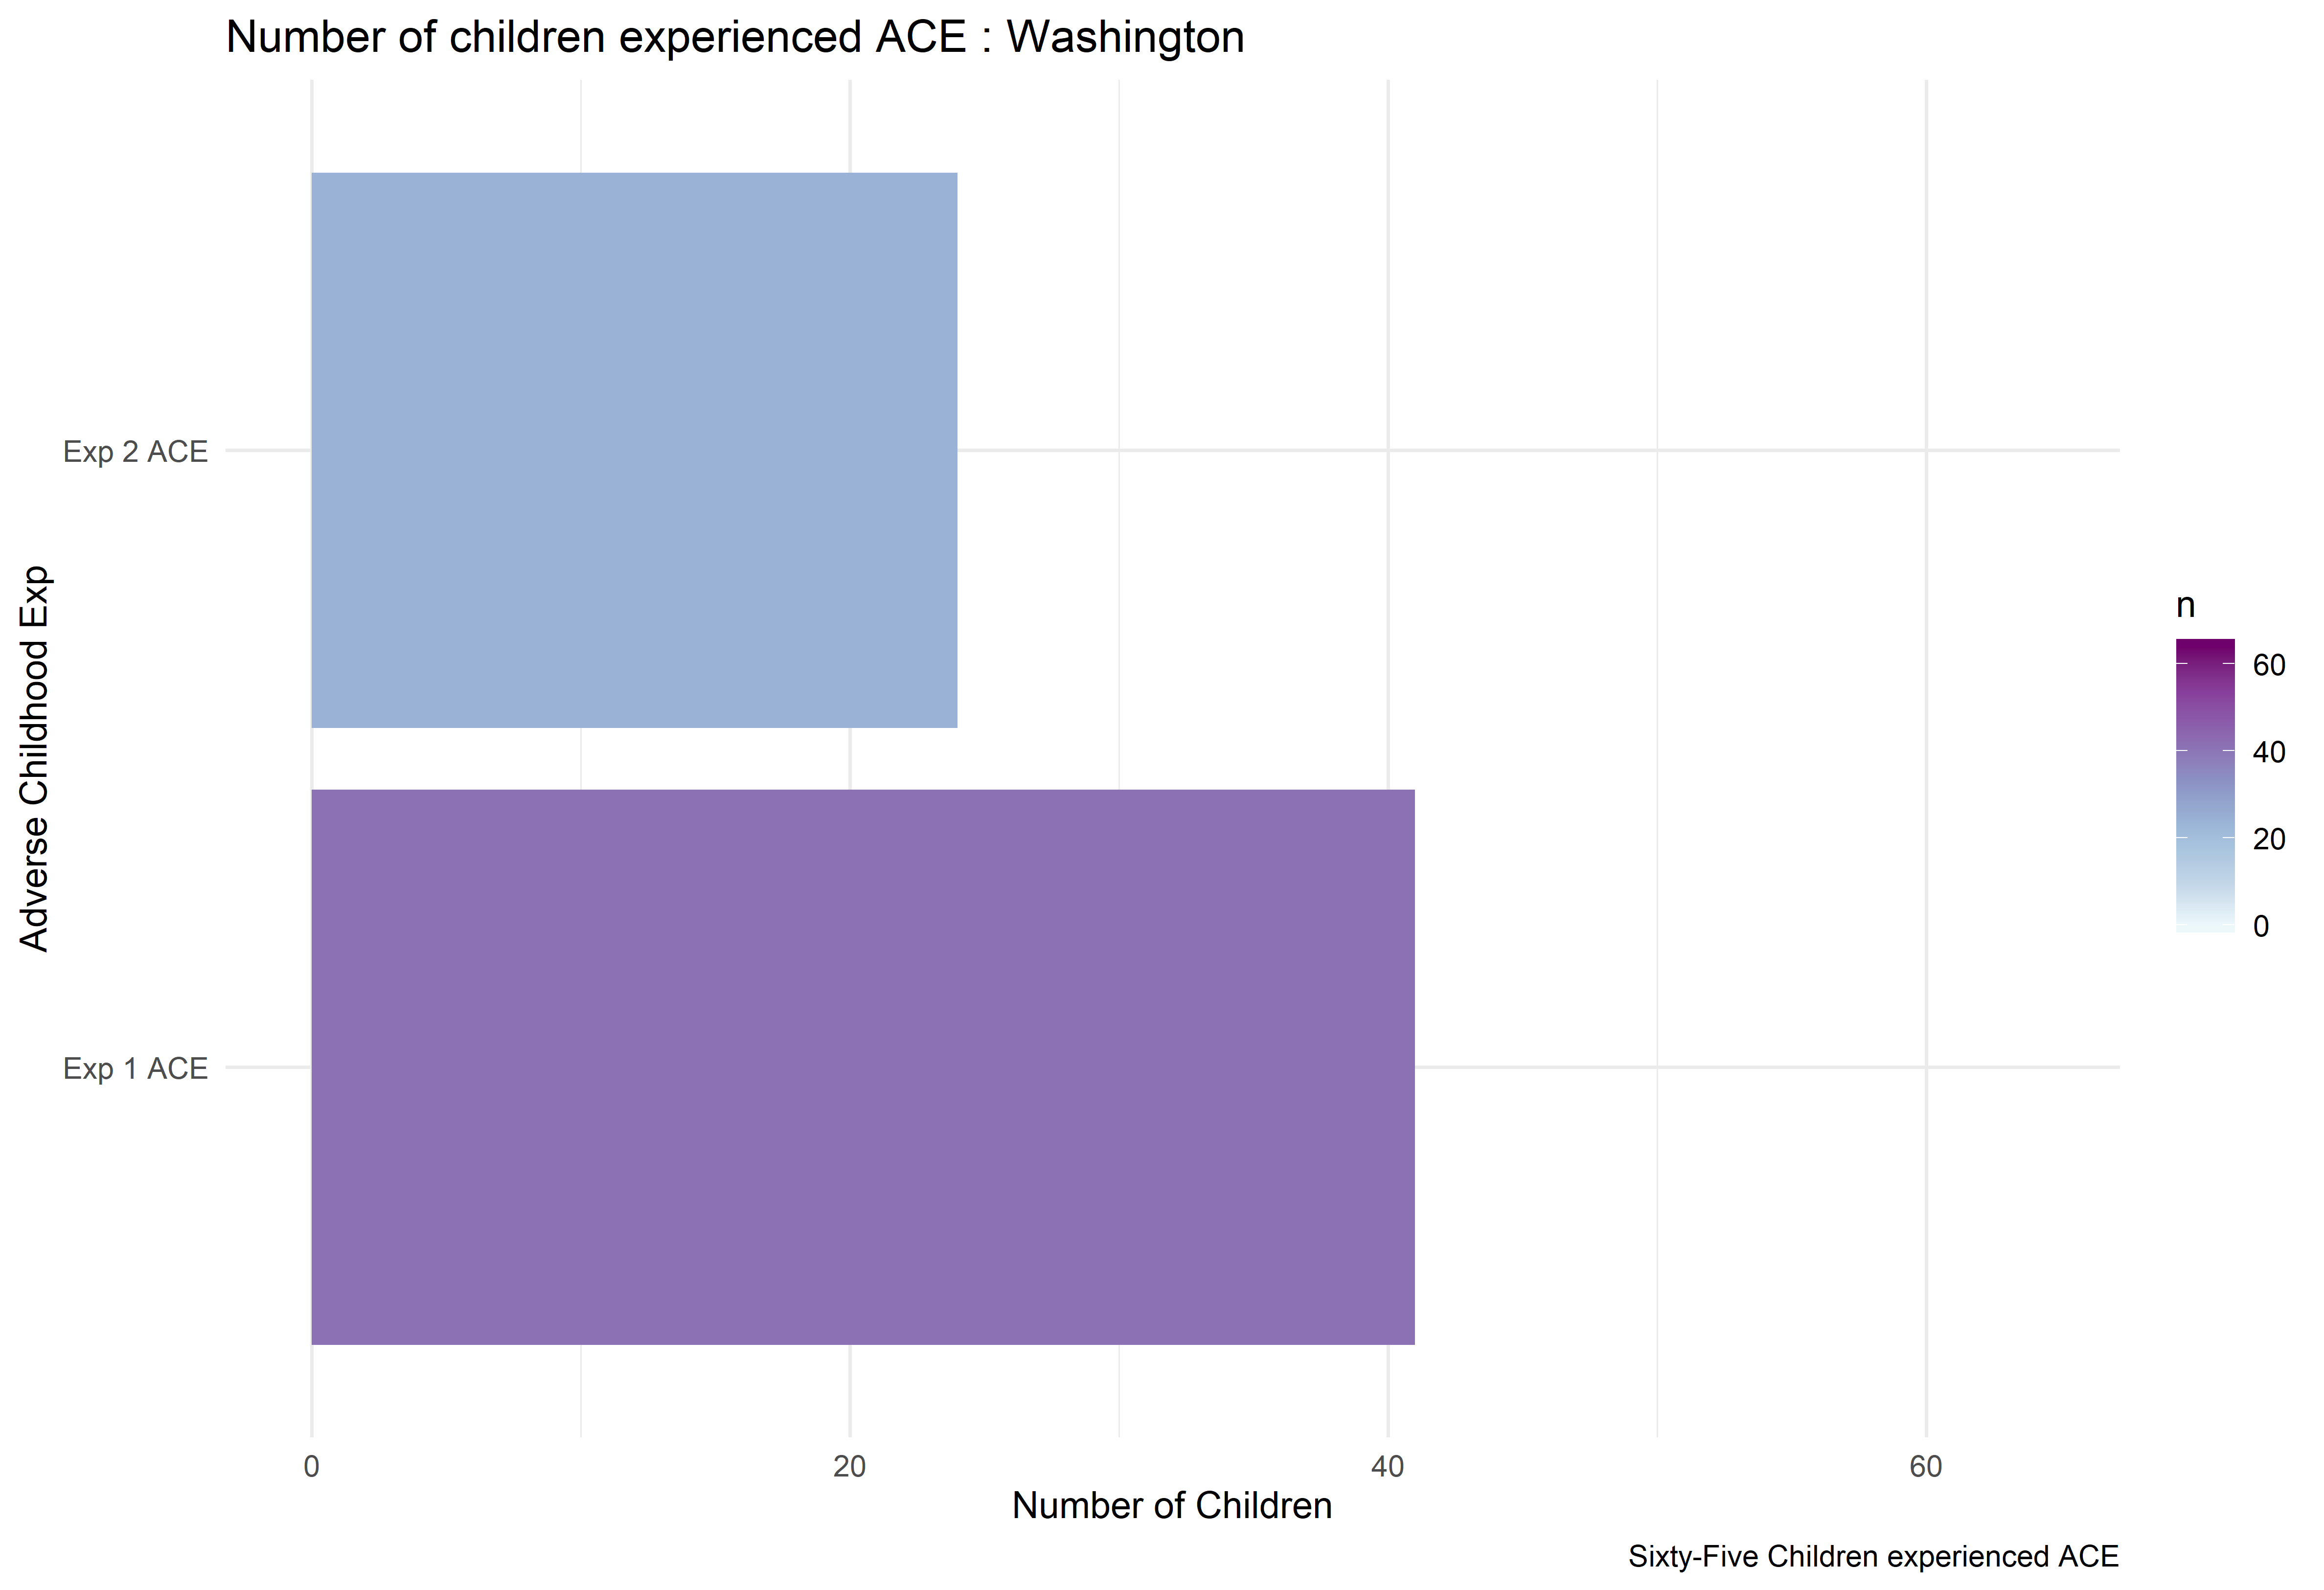 Number of children experienced ACE : Washington
Adverse Childhood Exp
Exp 2 ACE
Exp 1 ACE
0
20
40
60
Number of Children
n
60
40
20
0
Sixty-Five Children experienced ACE